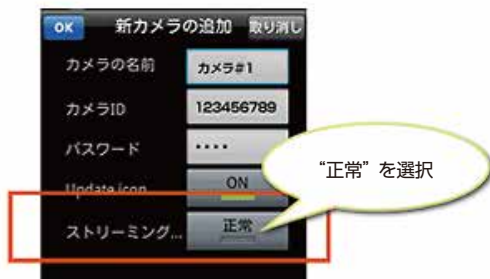 OK 新カメラの追加 取り消し
カメラの名前 カメラ#1
カメラID 123456789
パスワード ••••
Update icon ON
“正常”を選択
ストリーミング... 正常